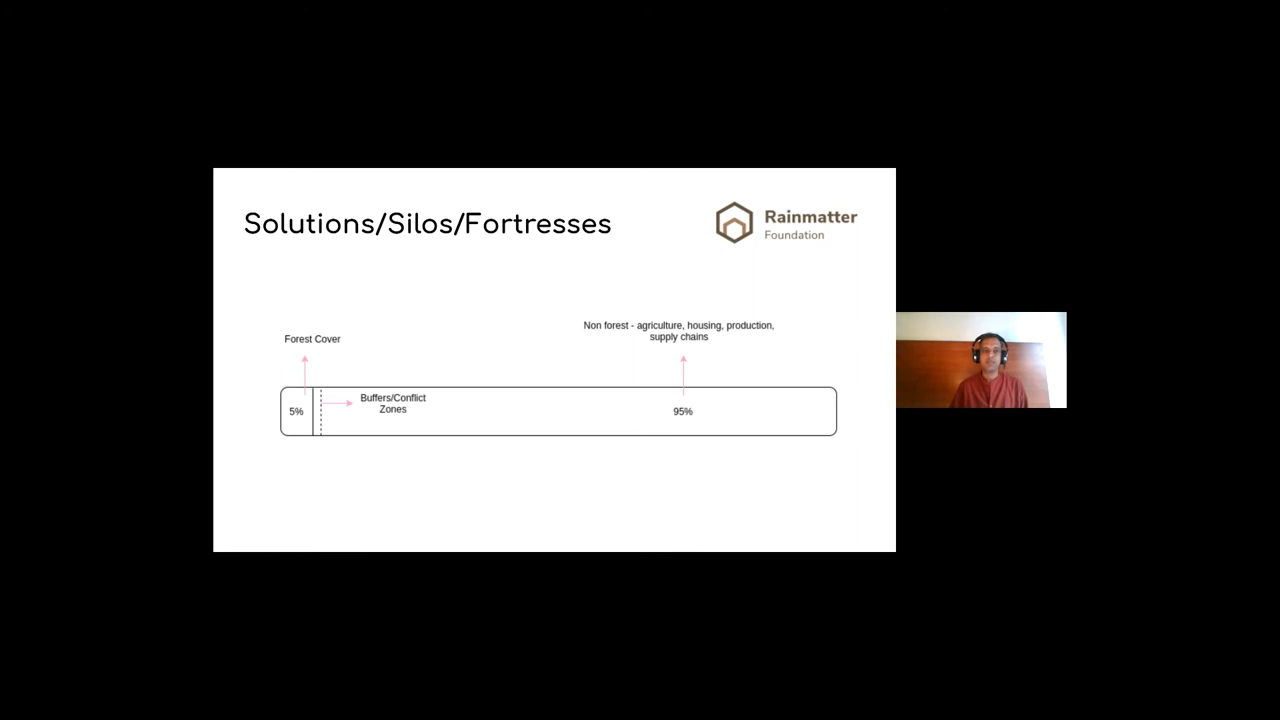 Solutions/Silos/Fortresses
Rainmatter
Foundation
Forest Cover
Non forest - agriculture, housing, production,
supply chains
5%
Buffers/Conflict
Zones
95%